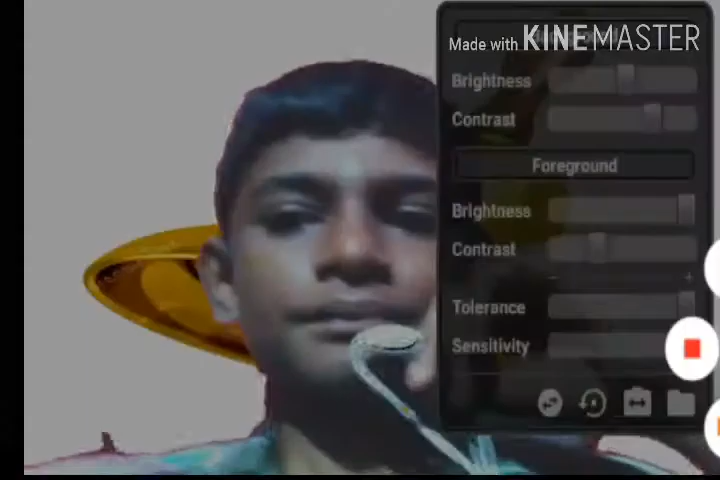 Made with KINEMASTER
Brightness
Contrast
Foreground
Brightness
Contrast
- +
Tolerance
Sensitivity